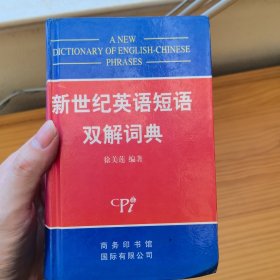 A NEW
DICTIONARY OF ENGLISH-CHINESE
PHRASES
新世纪英语短语
双解词典
徐美莲 编著
CPi
商务印书馆
国际有限公司